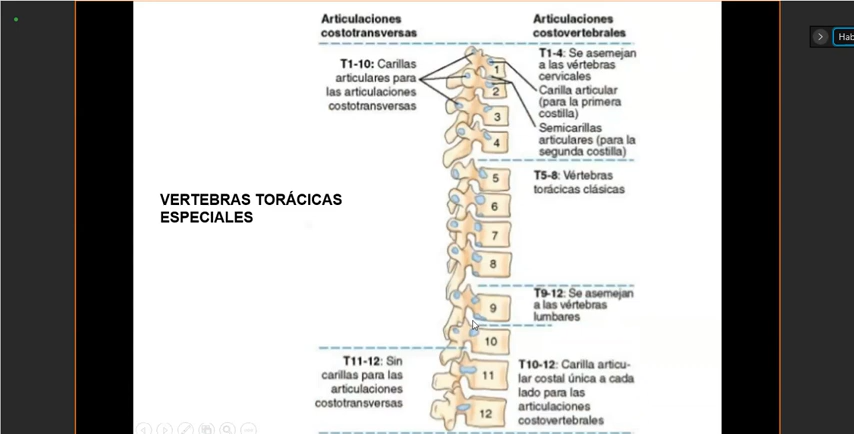 Articulaciones
costotransversas
Articulaciones
costovertebrales
T1-10: Carillas
articulares para
las articulaciones
costotransversas
T1-4: Se asemejan
a las vértebras
cervicales
Carilla articular
(para la primera
costilla)
Semicarillas
articulares (para la
segunda costilla)
1
2
3
4
VERTEBRAS TORÁCICAS
ESPECIALES
5
6
7
8
T5-8: Vértebras
torácicas clásicas
9
10
T9-12: Se asemejan
a las vértebras
lumbares
T11-12: Sin
carillas para las
articulaciones
costotransversas
11
12
T10-12: Carilla articu-
lar costal única a cada
lado para las
articulaciones
costovertebrales
Hab